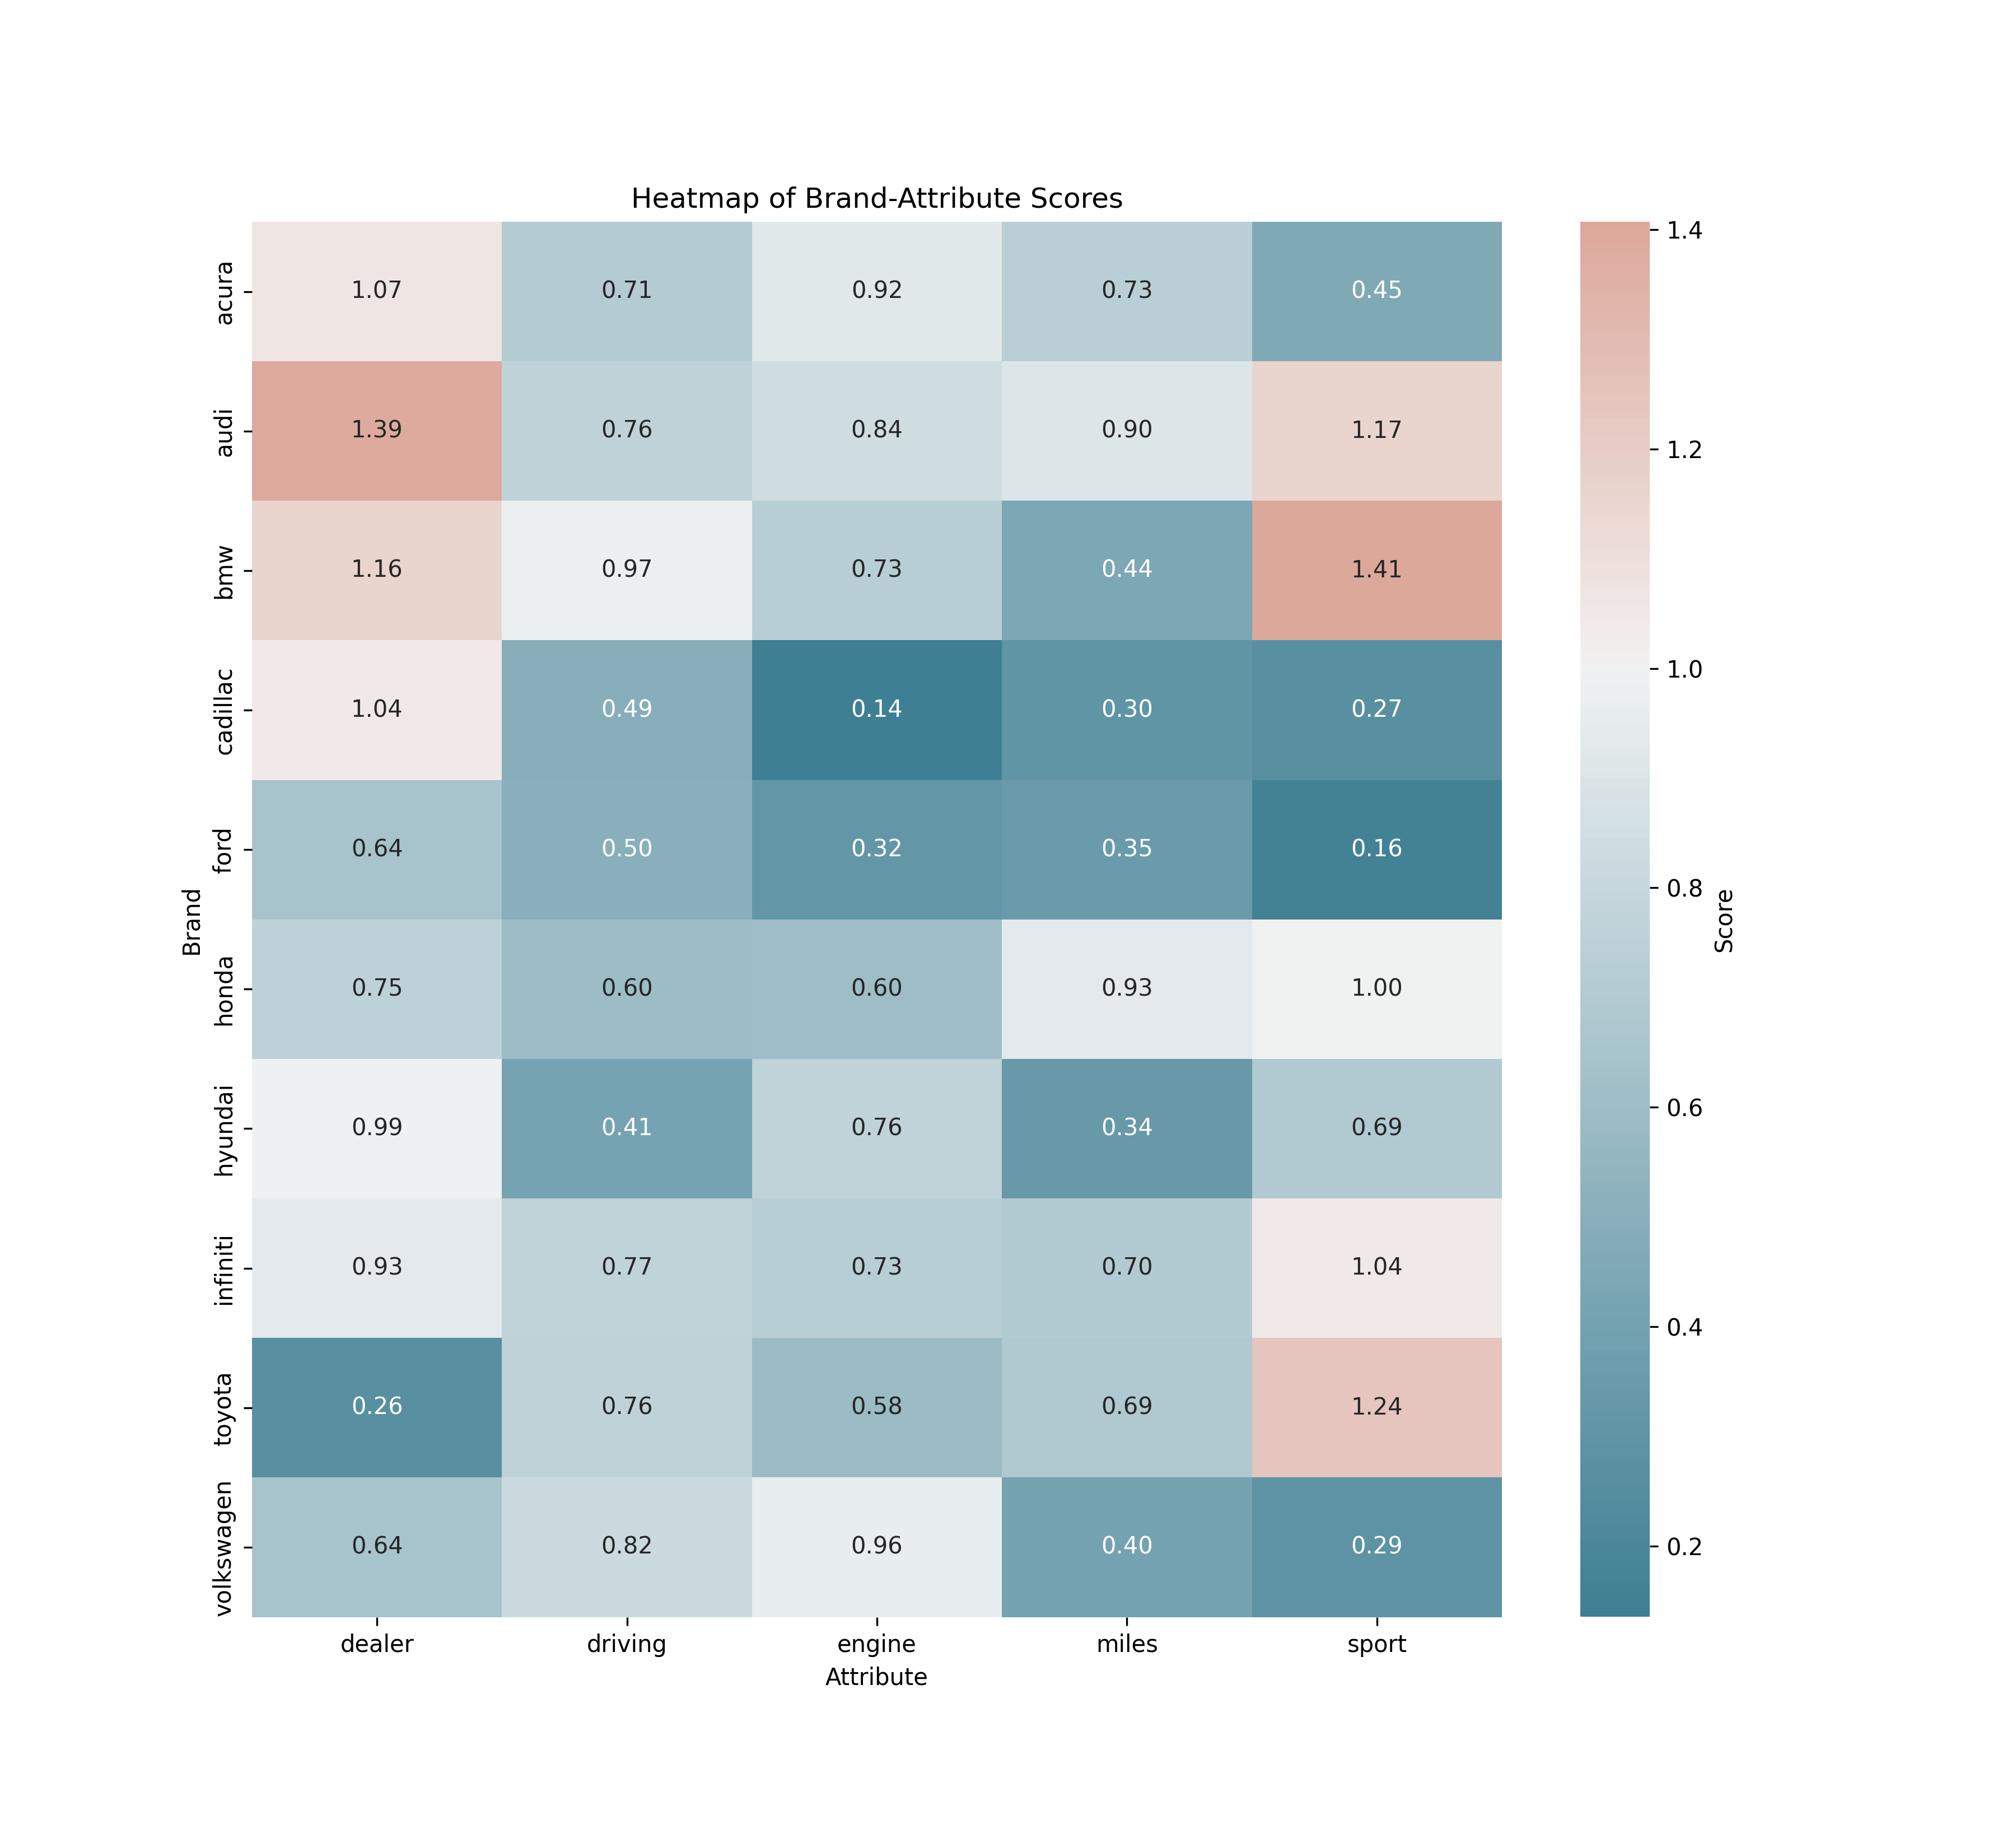 Heatmap of Brand-Attribute Scores
acura 1.07 0.71 0.92 0.73 0.45
audi 1.39 0.76 0.84 0.90 1.17
bmw 1.16 0.97 0.73 0.44 1.41
cadillac 1.04 0.49 0.14 0.30 0.27
ford 0.64 0.50 0.32 0.35 0.16
honda 0.75 0.60 0.60 0.93 1.00
hyundai 0.99 0.41 0.76 0.34 0.69
infiniti 0.93 0.77 0.73 0.70 1.04
toyota 0.26 0.76 0.58 0.69 1.24
volkswagen 0.64 0.82 0.96 0.40 0.29
dealer driving engine miles sport
Attribute
Brand
1.4
1.2
1.0
0.8
0.6
0.4
0.2
Score